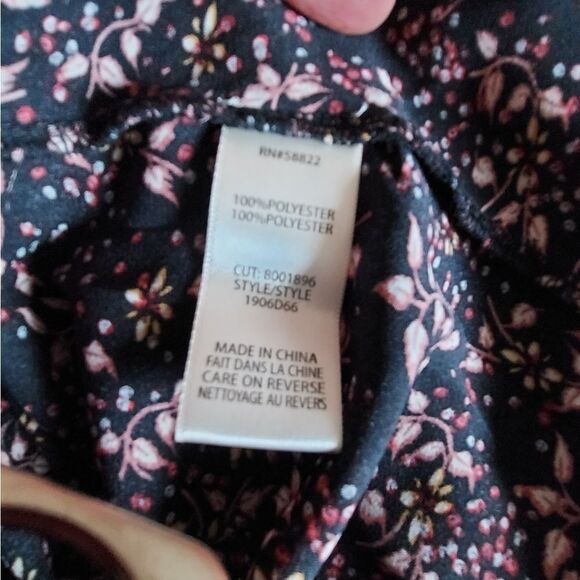 RN#58822
100%POLYESTER
100%POLYESTER
CUT: 8001896
STYLE/STYLE
1906D66
MADE IN CHINA
FAIT DANS LA CHINE
CARE ON REVERSE
NETTOYAGE AU REVERS